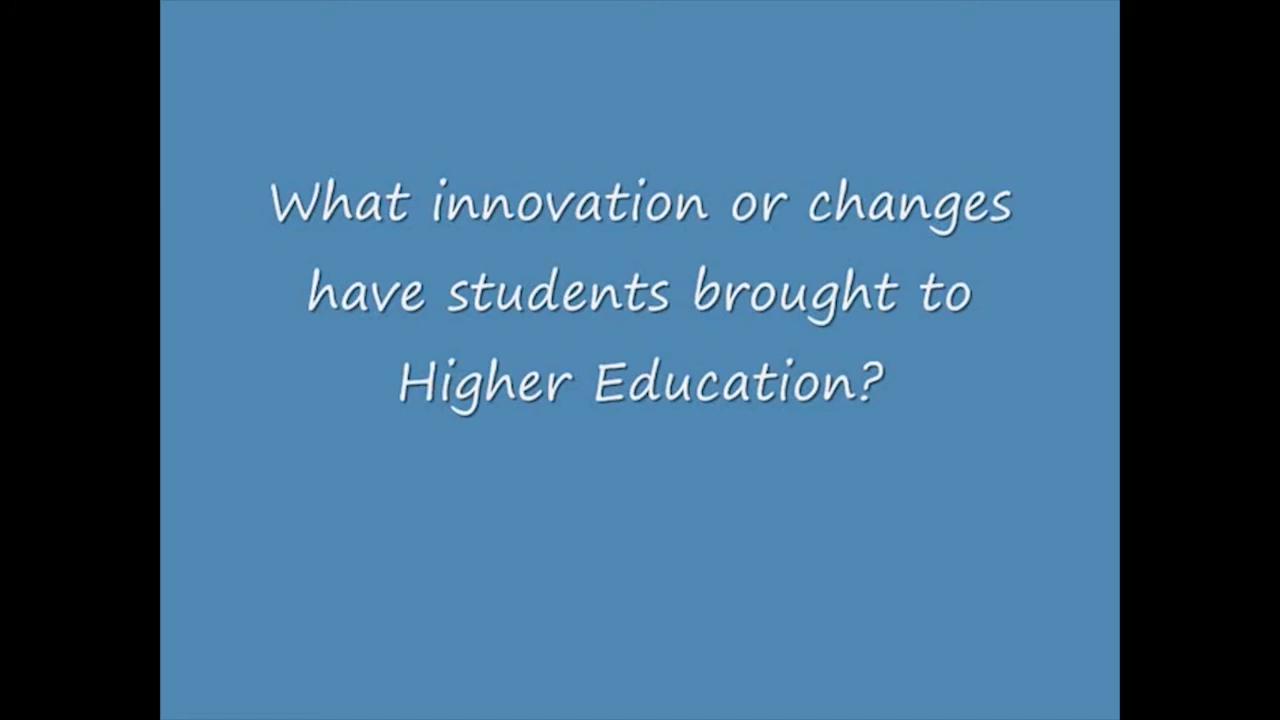 What innovation or changes
have students brought to
Higher Education?